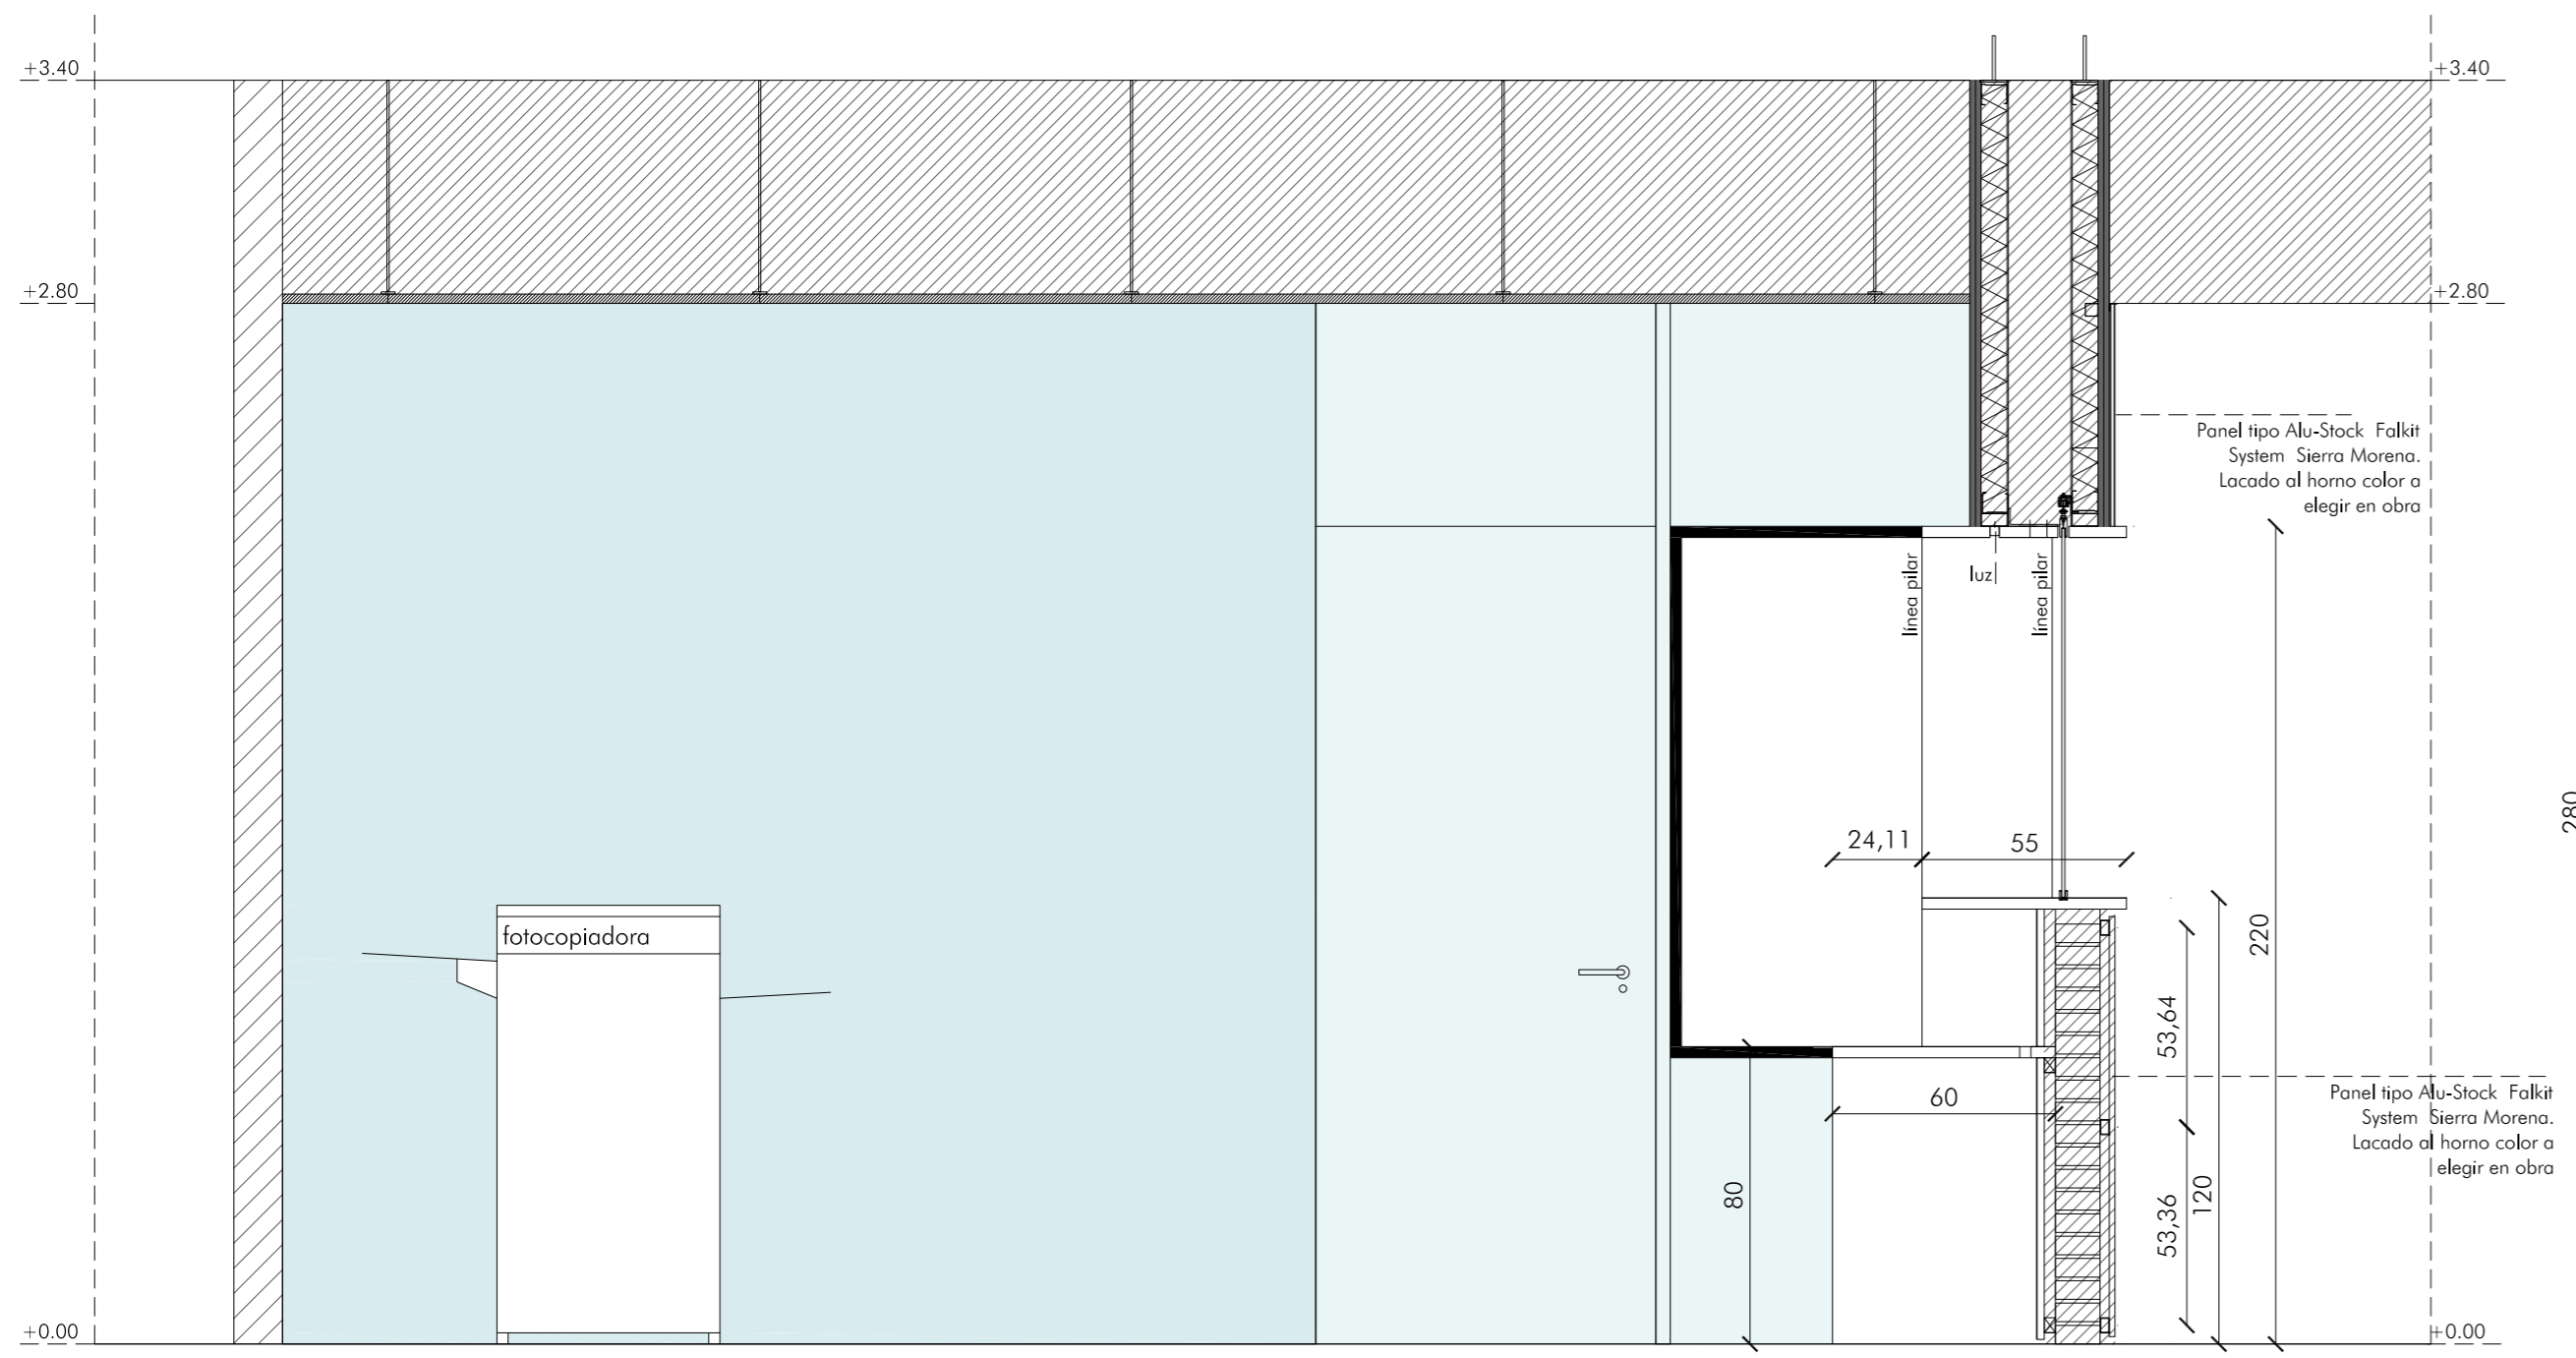 +3.40
+3.40
+2.80
+2.80
Panel tipo Alu-Stock Falkit
System Sierra Morena.
Lacado al horno color a
elegir en obra
línea pilar
luz
línea pilar
280
24,11
55
fotocopiadora
220
53,64
Panel tipo Alu-Stock Falkit
System Sierra Morena.
Lacado al horno color a
elegir en obra
60
80
53,36
120
+0.00
+0.00